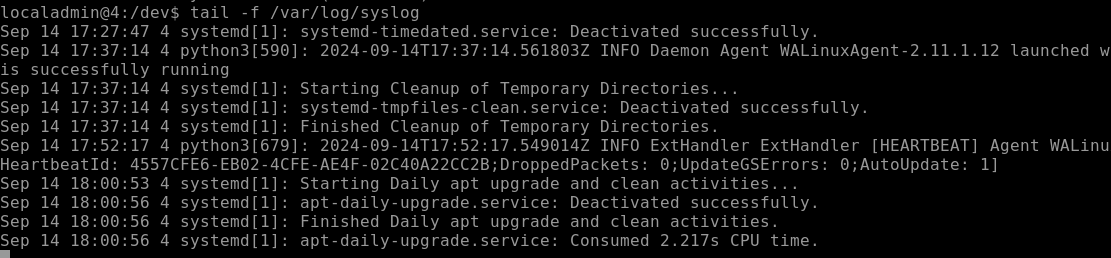 localadmin@4:/dev$ tail -f /var/log/syslog
Sep 14 17:27:47 4 systemd[1]: systemd-timedated.service: Deactivated successfully.
Sep 14 17:37:14 4 python3[590]: 2024-09-14T17:37:14.561803Z INFO Daemon Agent WALinuxAgent-2.11.1.12 launched w
is successfully running
Sep 14 17:37:14 4 systemd[1]: Starting Cleanup of Temporary Directories...
Sep 14 17:37:14 4 systemd[1]: systemd-tmpfiles-clean.service: Deactivated successfully.
Sep 14 17:37:14 4 systemd[1]: Finished Cleanup of Temporary Directories.
Sep 14 17:52:17 4 python3[679]: 2024-09-14T17:52:17.549014Z INFO ExtHandler ExtHandler [HEARTBEAT] Agent WALinu
HeartbeatId: 4557CFE6-EB02-4CFE-AE4F-02C40A22CC2B;DroppedPackets: 0;UpdateGSErrors: 0;AutoUpdate: 1]
Sep 14 18:00:53 4 systemd[1]: Starting Daily apt upgrade and clean activities...
Sep 14 18:00:56 4 systemd[1]: apt-daily-upgrade.service: Deactivated successfully.
Sep 14 18:00:56 4 systemd[1]: Finished Daily apt upgrade and clean activities.
Sep 14 18:00:56 4 systemd[1]: apt-daily-upgrade.service: Consumed 2.217s CPU time.